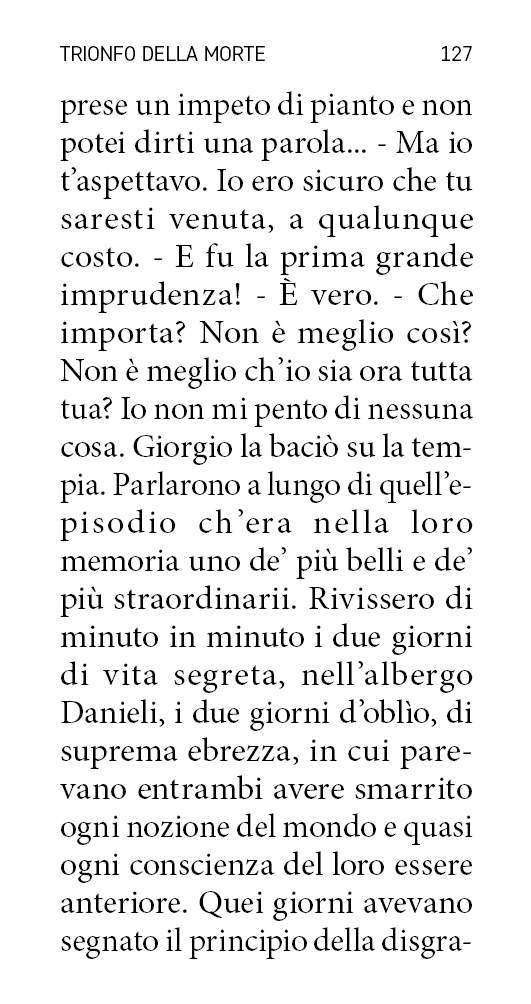 TRIONFO DELLA MORTE 127
prese un impeto di pianto e non
potei dirti una parola... - Ma io
t'aspettavo. Io ero sicuro che tu
saresti venuta, a qualunque
costo. - E fu la prima grande
imprudenza! - È vero. - Che
importa? Non è meglio così?
Non è meglio ch'io sia ora tutta
tua? Io non mi pento di nessuna
cosa. Giorgio la baciò su la tem-
pia. Parlarono a lungo di quell'e-
pisodio ch'era nella loro
memoria uno de' più belli e de'
più straordinarii. Rivissero di
minuto in minuto i due giorni
di vita segreta, nell'albergo
Danieli, i due giorni d'oblìo, di
suprema ebrezza, in cui pare-
vano entrambi avere smarrito
ogni nozione del mondo e quasi
ogni conscienza del loro essere
anteriore. Quei giorni avevano
segnato il principio della disgra-